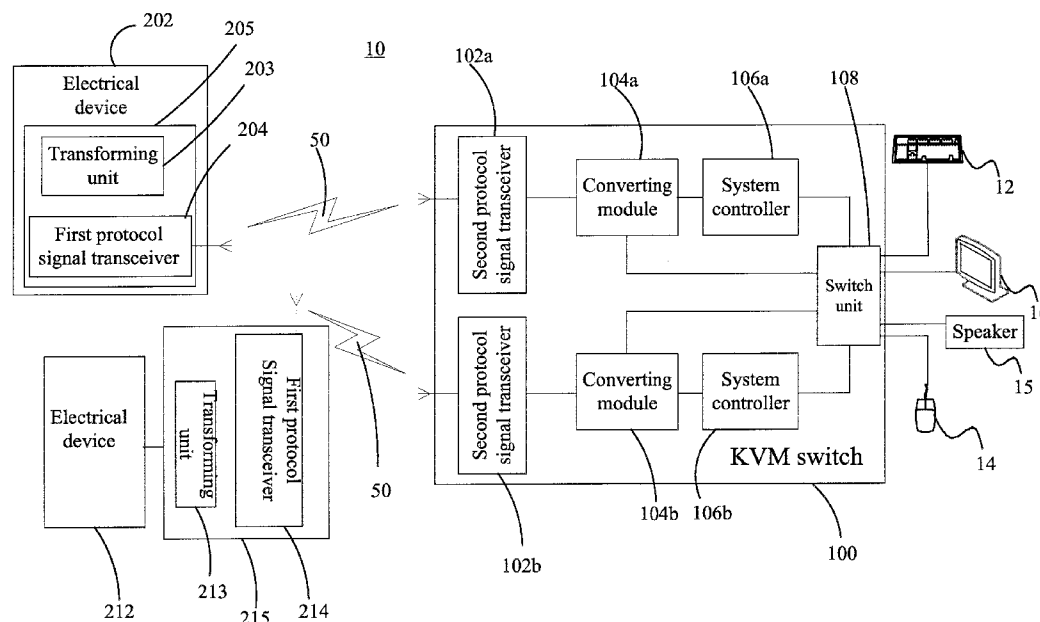 202
205
203
204
Electrical
device
Transforming
unit
First protocol
signal transceiver
10
50
102a
104a
106a
108
Second protocol
signal transceiver
Converting
module
System
controller
Switch
unit
12
Speaker
15
14
50
Electrical
device
Transforming
unit
First protocol
Signal transceiver
Second protocol
signal transceiver
Converting
module
System
controller
KVM switch
104b
106b
100
102b
212
213
215
214